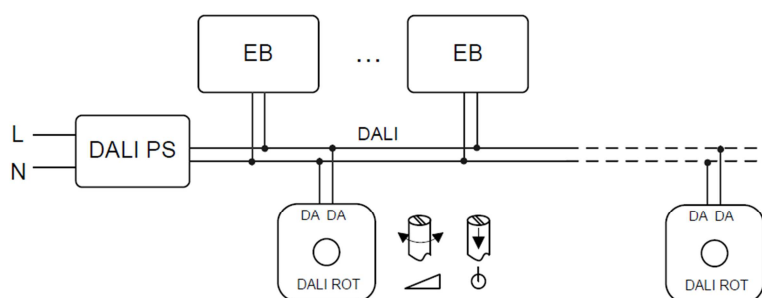 EB ... EB
L
DALI PS
DALI
N
DA DA
DALI ROT
DA DA
DALI ROT